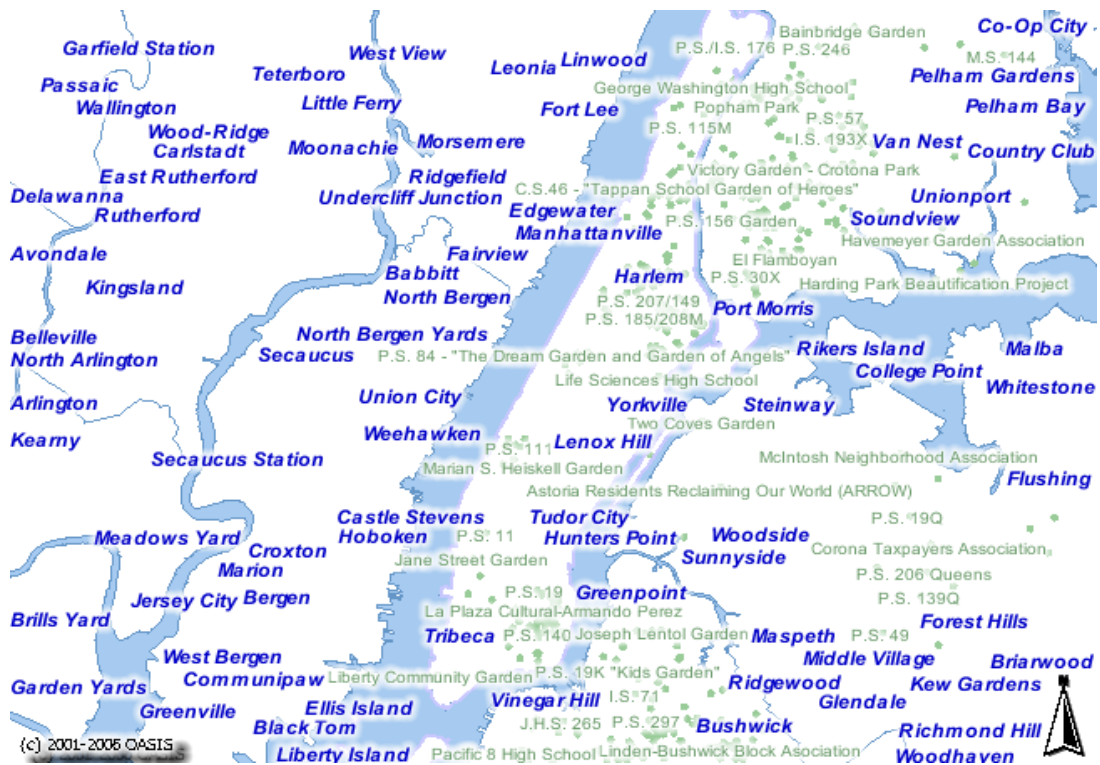 Bainbridge Garden
Co-Op City
Garfield Station
West View
P.S./I.S. 176
P.S. 246
M.S. 144
Leonia
Linwood
Teterboro
Pelham Gardens
Passaic
George Washington High School
Wallington
Little Ferry
Fort Lee
Popham Park
Pelham Bay
P.S. 57
Wood-Ridge
P.S. 115M
I.S. 193X
Van Nest
Carlstadt
Moonachie
Morsemere
Country Club
East Rutherford
Ridgefield
Victory Garden - Crotona Park
Delawanna
Undercliff Junction
C.S.46 - "Tappan School Garden of Heroes"
Unionport
Rutherford
Edgewater
P.S. 156 Garden
Soundview
Manhattanville
Havemeyer Garden Association
Avondale
Fairview
El Flamboyan
Babbitt
Harlem
P.S. 30X
Kingsland
North Bergen
Harding Park Beautification Project
P.S. 207/149
Port Morris
P.S. 185/208M
Belleville
North Bergen Yards
Rikers Island
Malba
North Arlington
Secaucus
P.S. 84 - "The Dream Garden and Garden of Angels"
College Point
Life Sciences High School
Whitestone
Arlington
Union City
Yorkville
Steinway
Two Coves Garden
Kearny
Weehawken
P.S. 111
Lenox Hill
Secaucus Station
Marian S. Heiskell Garden
McIntosh Neighborhood Association
Flushing
Astoria Residents Reclaiming Our World (ARROW)
Castle Stevens
Tudor City
P.S. 19Q
Meadows Yard
Hoboken
P.S. 11
Hunters Point
Woodside
Croxton
Jane Street Garden
Sunnyside
Corona Taxpayers Association
Marion
P.S. 206 Queens
Jersey City
Bergen
P.S. 19
Greenpoint
P.S. 139Q
Brills Yard
La Plaza Cultural-Armando Perez
Forest Hills
Tribeca
P.S. 140
Joseph Lentol Garden
Maspeth
P.S. 49
West Bergen
Middle Village
Briarwood
Garden Yards
Communipaw
Liberty Community Garden
P.S. 19K "Kids Garden"
Ridgewood
Kew Gardens
Greenville
Ellis Island
Vinegar Hill
I.S. 71
Glendale
Black Tom
J.H.S. 265
P.S. 297
Bushwick
Richmond Hill
(c) 2001-2006 OASIS
Liberty Island
Pacific 8 High School
Linden-Bushwick Block Asociation
Woodhaven